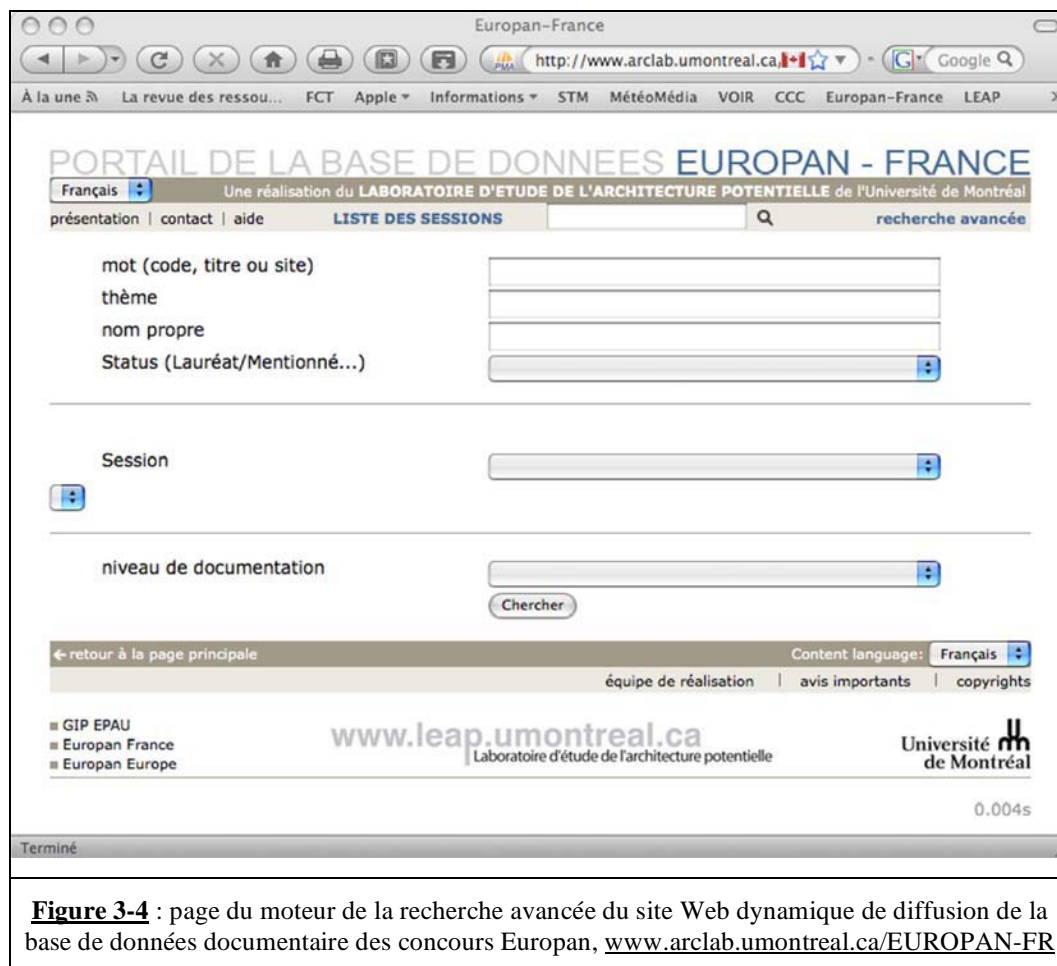 Europan-France
http://www.arclab.umontreal.ca
Google
À la une La revue des ressou... FCT Apple Informations STM MétéoMédia VOIR CCC Europan-France LEAP
PORTAIL DE LA BASE DE DONNEES EUROPAN - FRANCE
Français Une réalisation du LABORATOIRE D'ETUDE DE L'ARCHITECTURE POTENTIELLE de l'Université de Montréal
présentation | contact | aide LISTE DES SESSIONS recherche avancée
mot (code, titre ou site)
thème
nom propre
Status (Lauréat/Mentionné...)
Session
niveau de documentation
Chercher
retour à la page principale Content language: Français
équipe de réalisation | avis importants | copyrights
GIP EPAU
Europan France
Europan Europe
www.leap.umontreal.ca
Laboratoire d'étude de l'architecture potentielle
Université
de Montréal
0.004s
Terminé
Figure 3-4 : page du moteur de la recherche avancée du site Web dynamique de diffusion de la
base de données documentaire des concours Europan, www.arclab.umontreal.ca/EUROPAN-FR